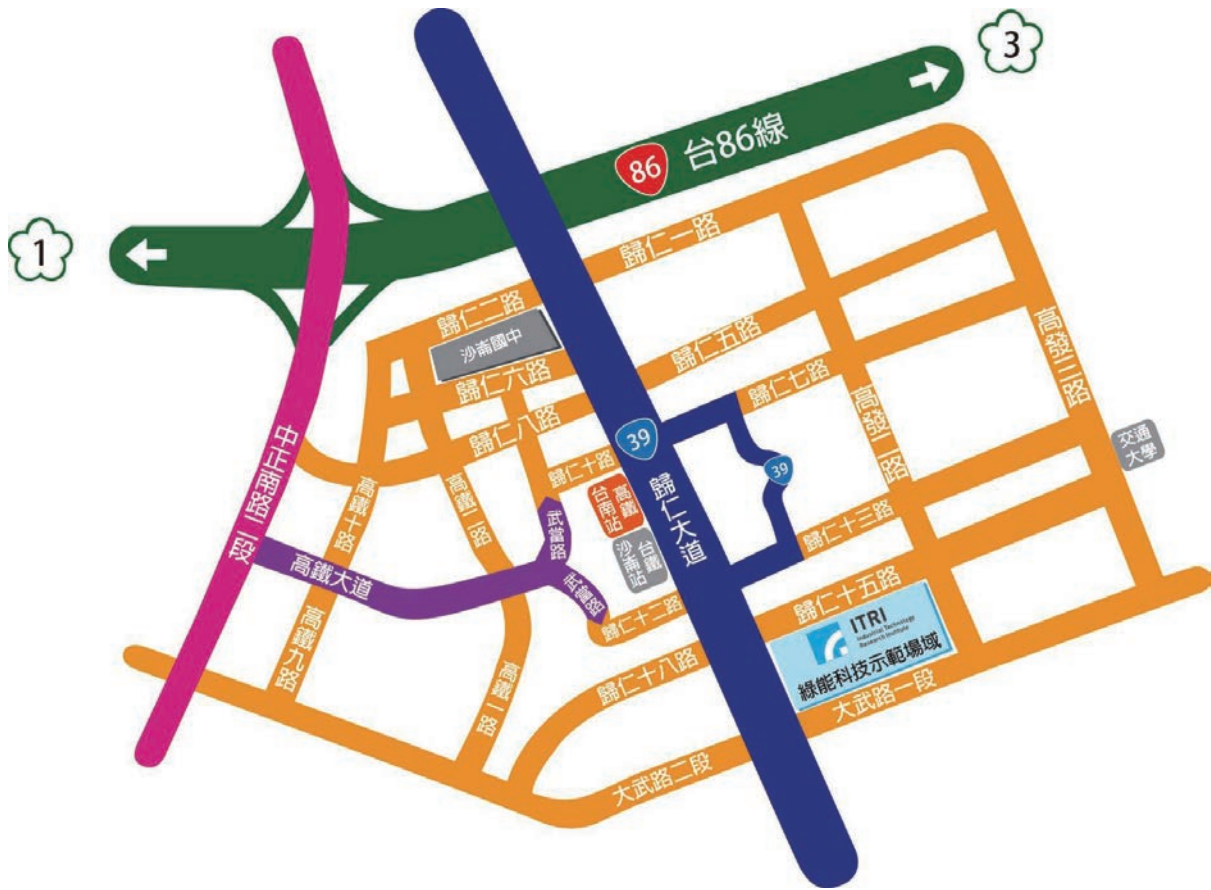 3
86 台86線
1
歸仁一路
歸仁二路
沙崙國中
高發三路
歸仁五路
歸仁六路
歸仁七路
高發二路
歸仁八路
39
39
交通
大學
中正南路二段
歸仁十路
高鐵
台南站
歸仁大道
高鐵十路
高鐵二路
武當路
歸仁十三路
台鐵
沙崙站
高鐵大道
武當路
歸仁十五路
歸仁十二路
ITRI
Industrial Technology
Research Institute
綠能科技示範場域
高鐵九路
歸仁十八路
高鐵一路
大武路一段
大武路二段